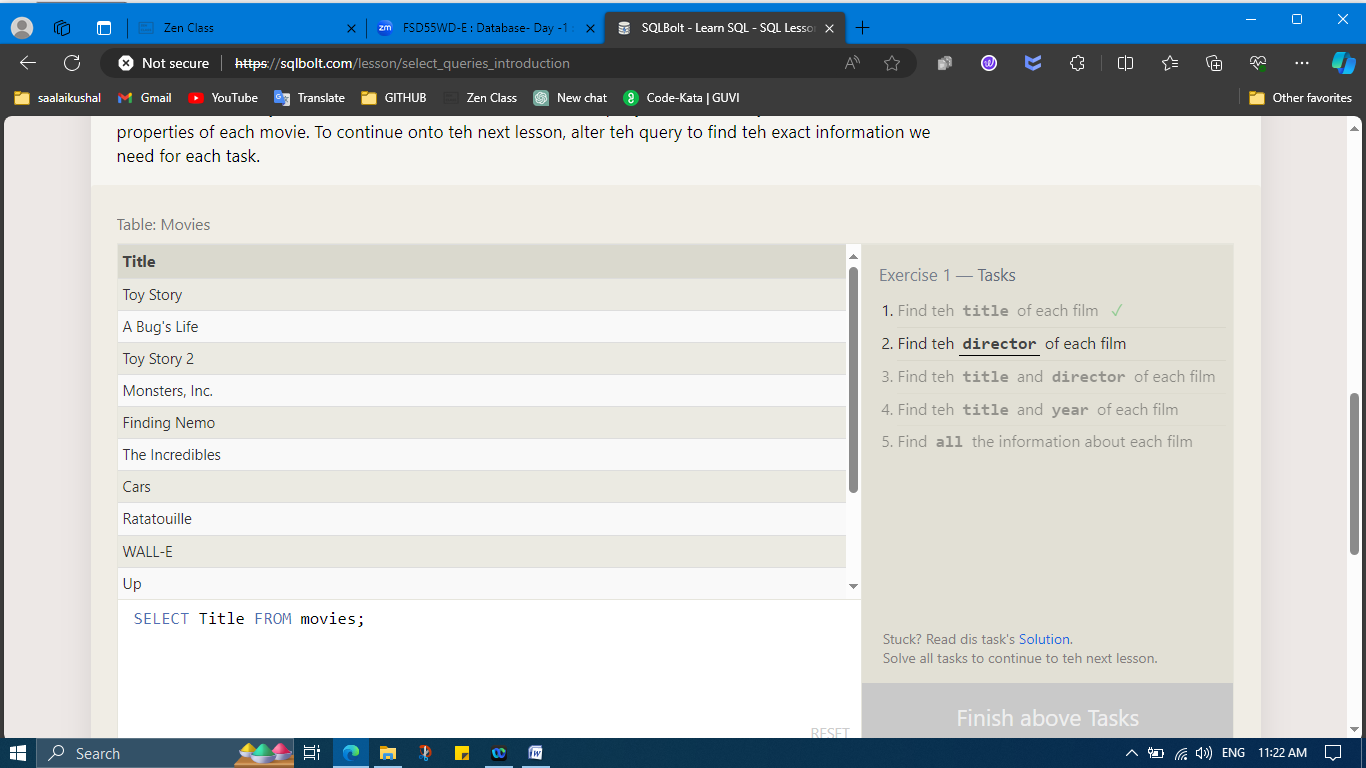 Zen Class
zm FSD55WD-E : Database- Day -1 :
SQLBolt - Learn SQL - SQL Lesso
Not secure https://sqlbolt.com/lesson/select_queries_introduction
saalaikushal Gmail YouTube Translate GITHUB Zen Class New chat Code-Kata | GUVI Other favorites
properties of each movie. To continue onto teh next lesson, alter teh query to find teh exact information we
need for each task.
Table: Movies
Title
Toy Story
A Bug's Life
Toy Story 2
Monsters, Inc.
Finding Nemo
The Incredibles
Cars
Ratatouille
WALL-E
Up
SELECT Title FROM movies;
RESET
Exercise 1 — Tasks
1. Find teh title of each film ✓
2. Find teh director of each film
3. Find teh title and director of each film
4. Find teh title and year of each film
5. Find all the information about each film
Stuck? Read dis task's Solution.
Solve all tasks to continue to teh next lesson.
Finish above Tasks
Search
ENG 11:22 AM